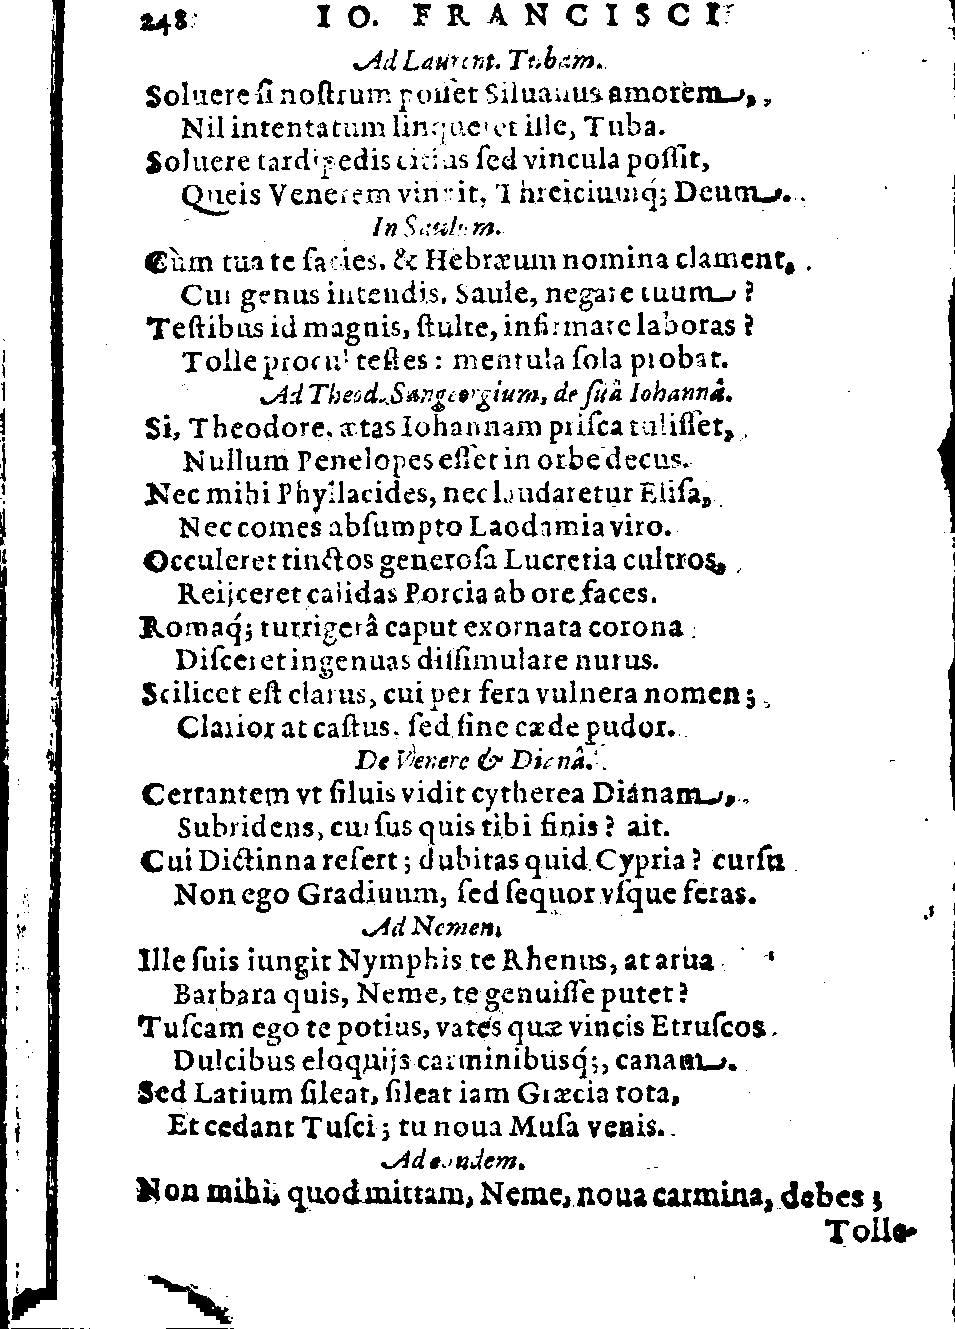 248 IO. FRANCISCI
Ad Laurent. Tubam.
Soluere ſi noſtrum poſſet Siluanus amorem,
Nil intentatum linqueret ille, Tuba.
Soluere tardipedis citius ſed vincula poſſit,
Queis Venerem vinxit, Threiciumq́; Deum.
In Saulum.
Cùm tua te facies, & Hebræum nomina clament,
Cui genus intendis, Saule, negare tuum?
Teſtibus id magnis, ſtulte, infirmare laboras?
Tolle procul teſtes: mentula ſola probat.
Ad Theod. Sangeorgium, de ſuâ Iohannâ.
Si, Theodore, ætas Iohannam priſca tuliſſet,
Nullum Penelopes eſſet in orbe decus.
Nec mihi Phyllacides, nec laudaretur Eliſa,
Nec comes abſumpto Laodamia viro.
Occuleret tinctos generoſa Lucretia cultros,
Reijceret calidas Porcia ab ore faces.
Romaq́; turrigerâ caput exornata corona
Diſceret ingenuas diſſimulare nurus.
Scilicet eſt clarus, cui per fera vulnera nomen;
Clarior at caſtus, ſed ſine cæde pudor.
De Venere & Dianâ.
Certantem vt ſiluis vidit cytherea Diánam,
Subridens, curſus quis tibi finis? ait.
Cui Dictinna refert; dubitas quid Cypria? curſu
Non ego Gradiuum, ſed ſequor vſque feras.
Ad Nemen.
Ille ſuis iungit Nymphis te Rhenus, at arua
Barbara quis, Neme, te genuiſſe putet?
Tuſcam ego te potius, vates quæ vincis Etruſcos
Dulcibus eloquijs carminibusq́;, canam.
Sed Latium ſileat, ſileat iam Græcia tota,
Et cedant Tuſci; tu noua Muſa venis.
Ad eandem.
Non mihi, quod mittam, Neme, noua carmina, debes;
Tolle